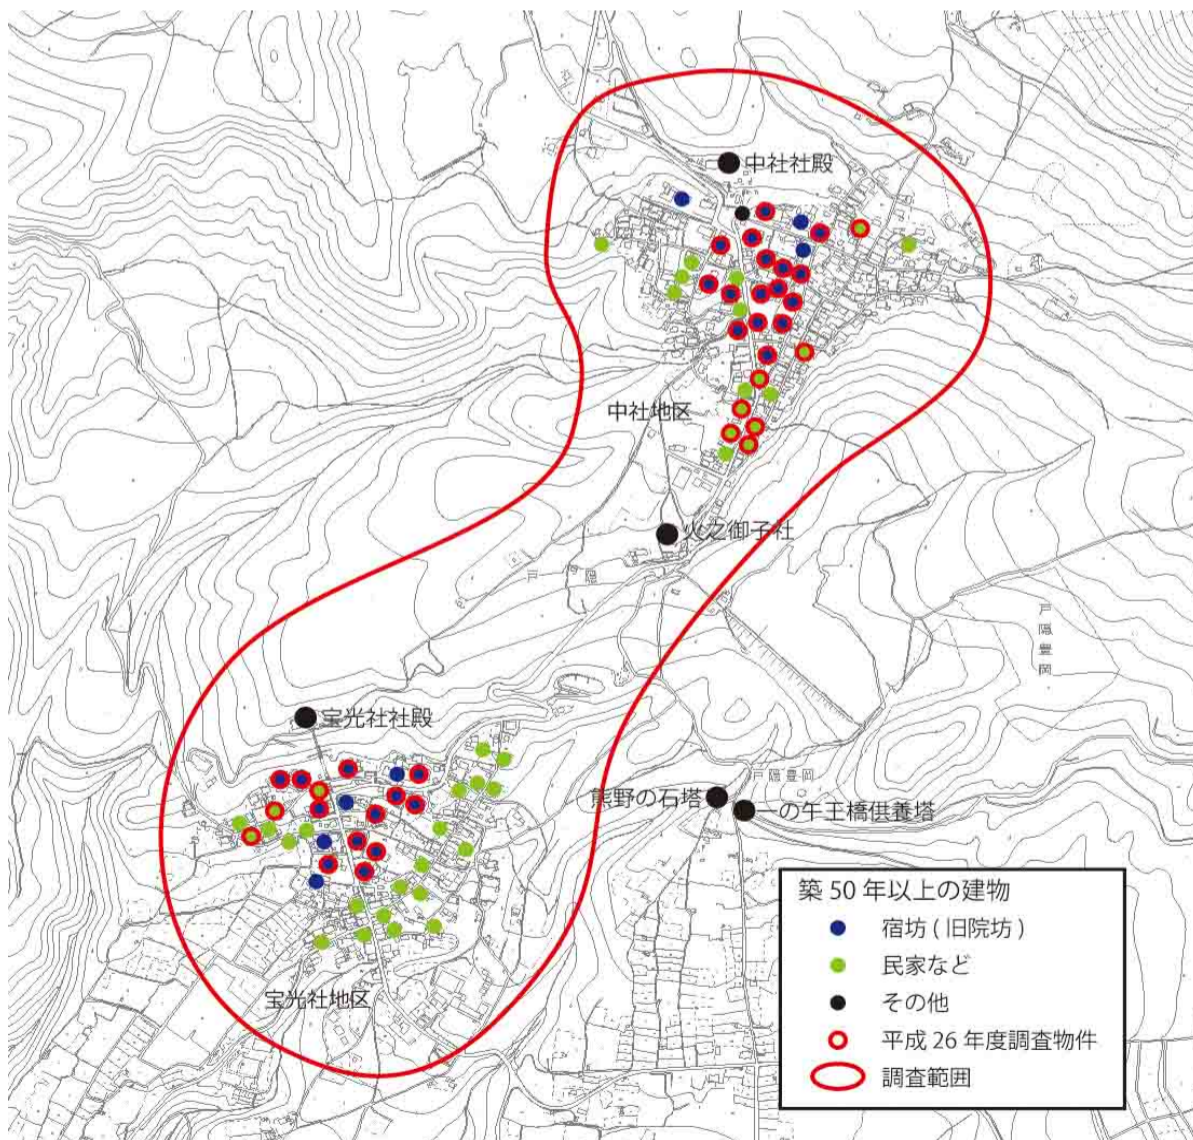 中社社殿
中社地区
火之御子社
戸隠
戸隠豊岡
宝光社社殿
戸隠豊岡
熊野の石塔
一の午王橋供養塔
宝光社地区
築 50 年以上の建物
宿坊 ( 旧院坊 )
民家など
その他
平成 26 年度調査物件
調査範囲